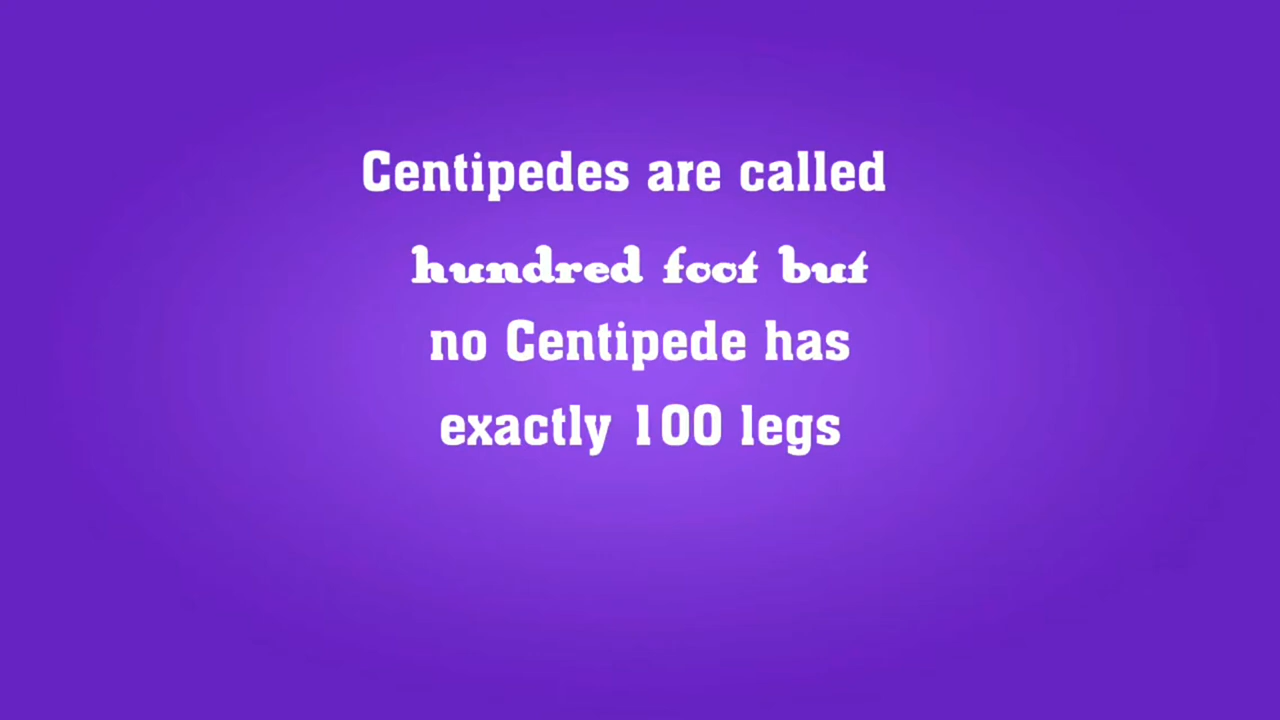 Centipedes are called
hundred foot but
no Centipede has
exactly 100 legs